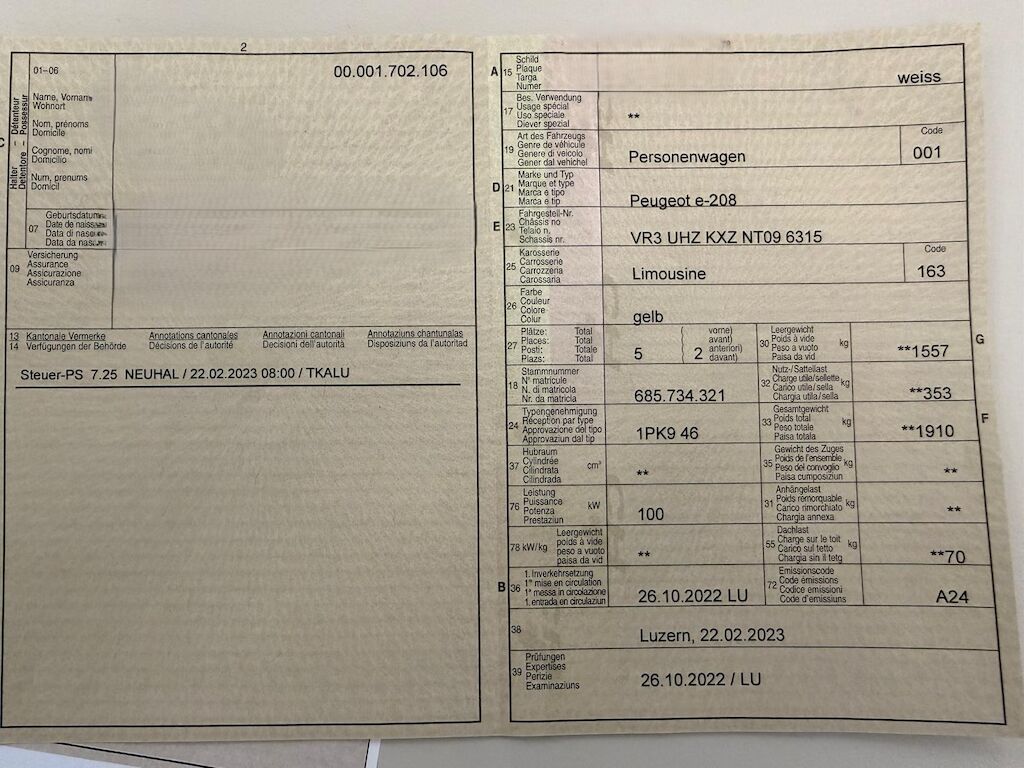 2
01–06
00.001.702.106
Halter – Détenteur
Detentore – Possessur
Name, Vorname
Wohnort
Nom, prénoms
Domicile
Cognome, nomi
Domicilio
Num, prenums
Domicil
C
07
Geburtsdatum
Date de naissance
Data di nascita
Data da nasch.
09
Versicherung
Assurance
Assicurazione
Assicuranza
13 Kantonale Vermerke Annotations cantonales Annotazioni cantonali Annotaziuns chantunalas
14 Verfügungen der Behörde Décisions de l'autorité Decisioni dell'autorità Disposiziuns da l'autoritad
Steuer-PS 7.25 NEUHAL / 22.02.2023 08:00 / TKALU
A 15
Schild
Plaque
Targa
Numer
weiss
17
Bes. Verwendung
Usage spécial
Uso speciale
Diever spezial
**
19
Art des Fahrzeugs
Genre de véhicule
Genere di veicolo
Gener dal vehichel
Personenwagen
Code
001
D 21
Marke und Typ
Marque et type
Marca e tipo
Marca e tip
Peugeot e-208
E 23
Fahrgestell-Nr.
Châssis no
Telaio n.
Schassis nr.
VR3 UHZ KXZ NT09 6315
25
Karosserie
Carrosserie
Carrozzeria
Carossaria
Limousine
Code
163
26
Farbe
Couleur
Colore
Colur
gelb
27
Plätze: Total
Places: Total
Posti: Totale
Plazs: Total
5
( vorne)
avant)
( anteriori)
davant)
2
30
Leergewicht
Poids à vide
Peso a vuoto
Paisa da vid
kg
**1557
G
18
Stammnummer
N° matricule
N. di matricola
Nr. da matricla
685.734.321
32
Nutz-/Sattellast
Charge utile/sellette
Carico utile/sella
Chargia utila/sella
kg
**353
24
Typengenehmigung
Réception par type
Approvazione del tipo
Approvaziun dal tip
1PK9 46
33
Gesamtgewicht
Poids total
Peso totale
Paisa totala
kg
**1910
F
37
Hubraum
Cylindrée
Cilindrata
Cilindrada
cm³
**
35
Gewicht des Zuges
Poids de l'ensemble
Peso del convoglio
Paisa cumposiziun
kg
**
76
Leistung
Puissance
Potenza
Prestaziun
kW
100
31
Anhängelast
Poids remorquable
Carico rimorchiato
Chargia annexa
kg
**
78 kW/kg
Leergewicht
poids à vide
peso a vuoto
paisa da vid
**
55
Dachlast
Charge sur le toit
Carico sul tetto
Chargia sin il tetg
kg
**70
B 36
1. Inverkehrsetzung
1re mise en circulation
1a messa in circolazione
1. entrada en circulaziun
26.10.2022 LU
72
Emissionscode
Code émissions
Codice emissioni
Code d'emissiuns
A24
38
Luzern, 22.02.2023
39
Prüfungen
Expertises
Perizie
Examinaziuns
26.10.2022 / LU